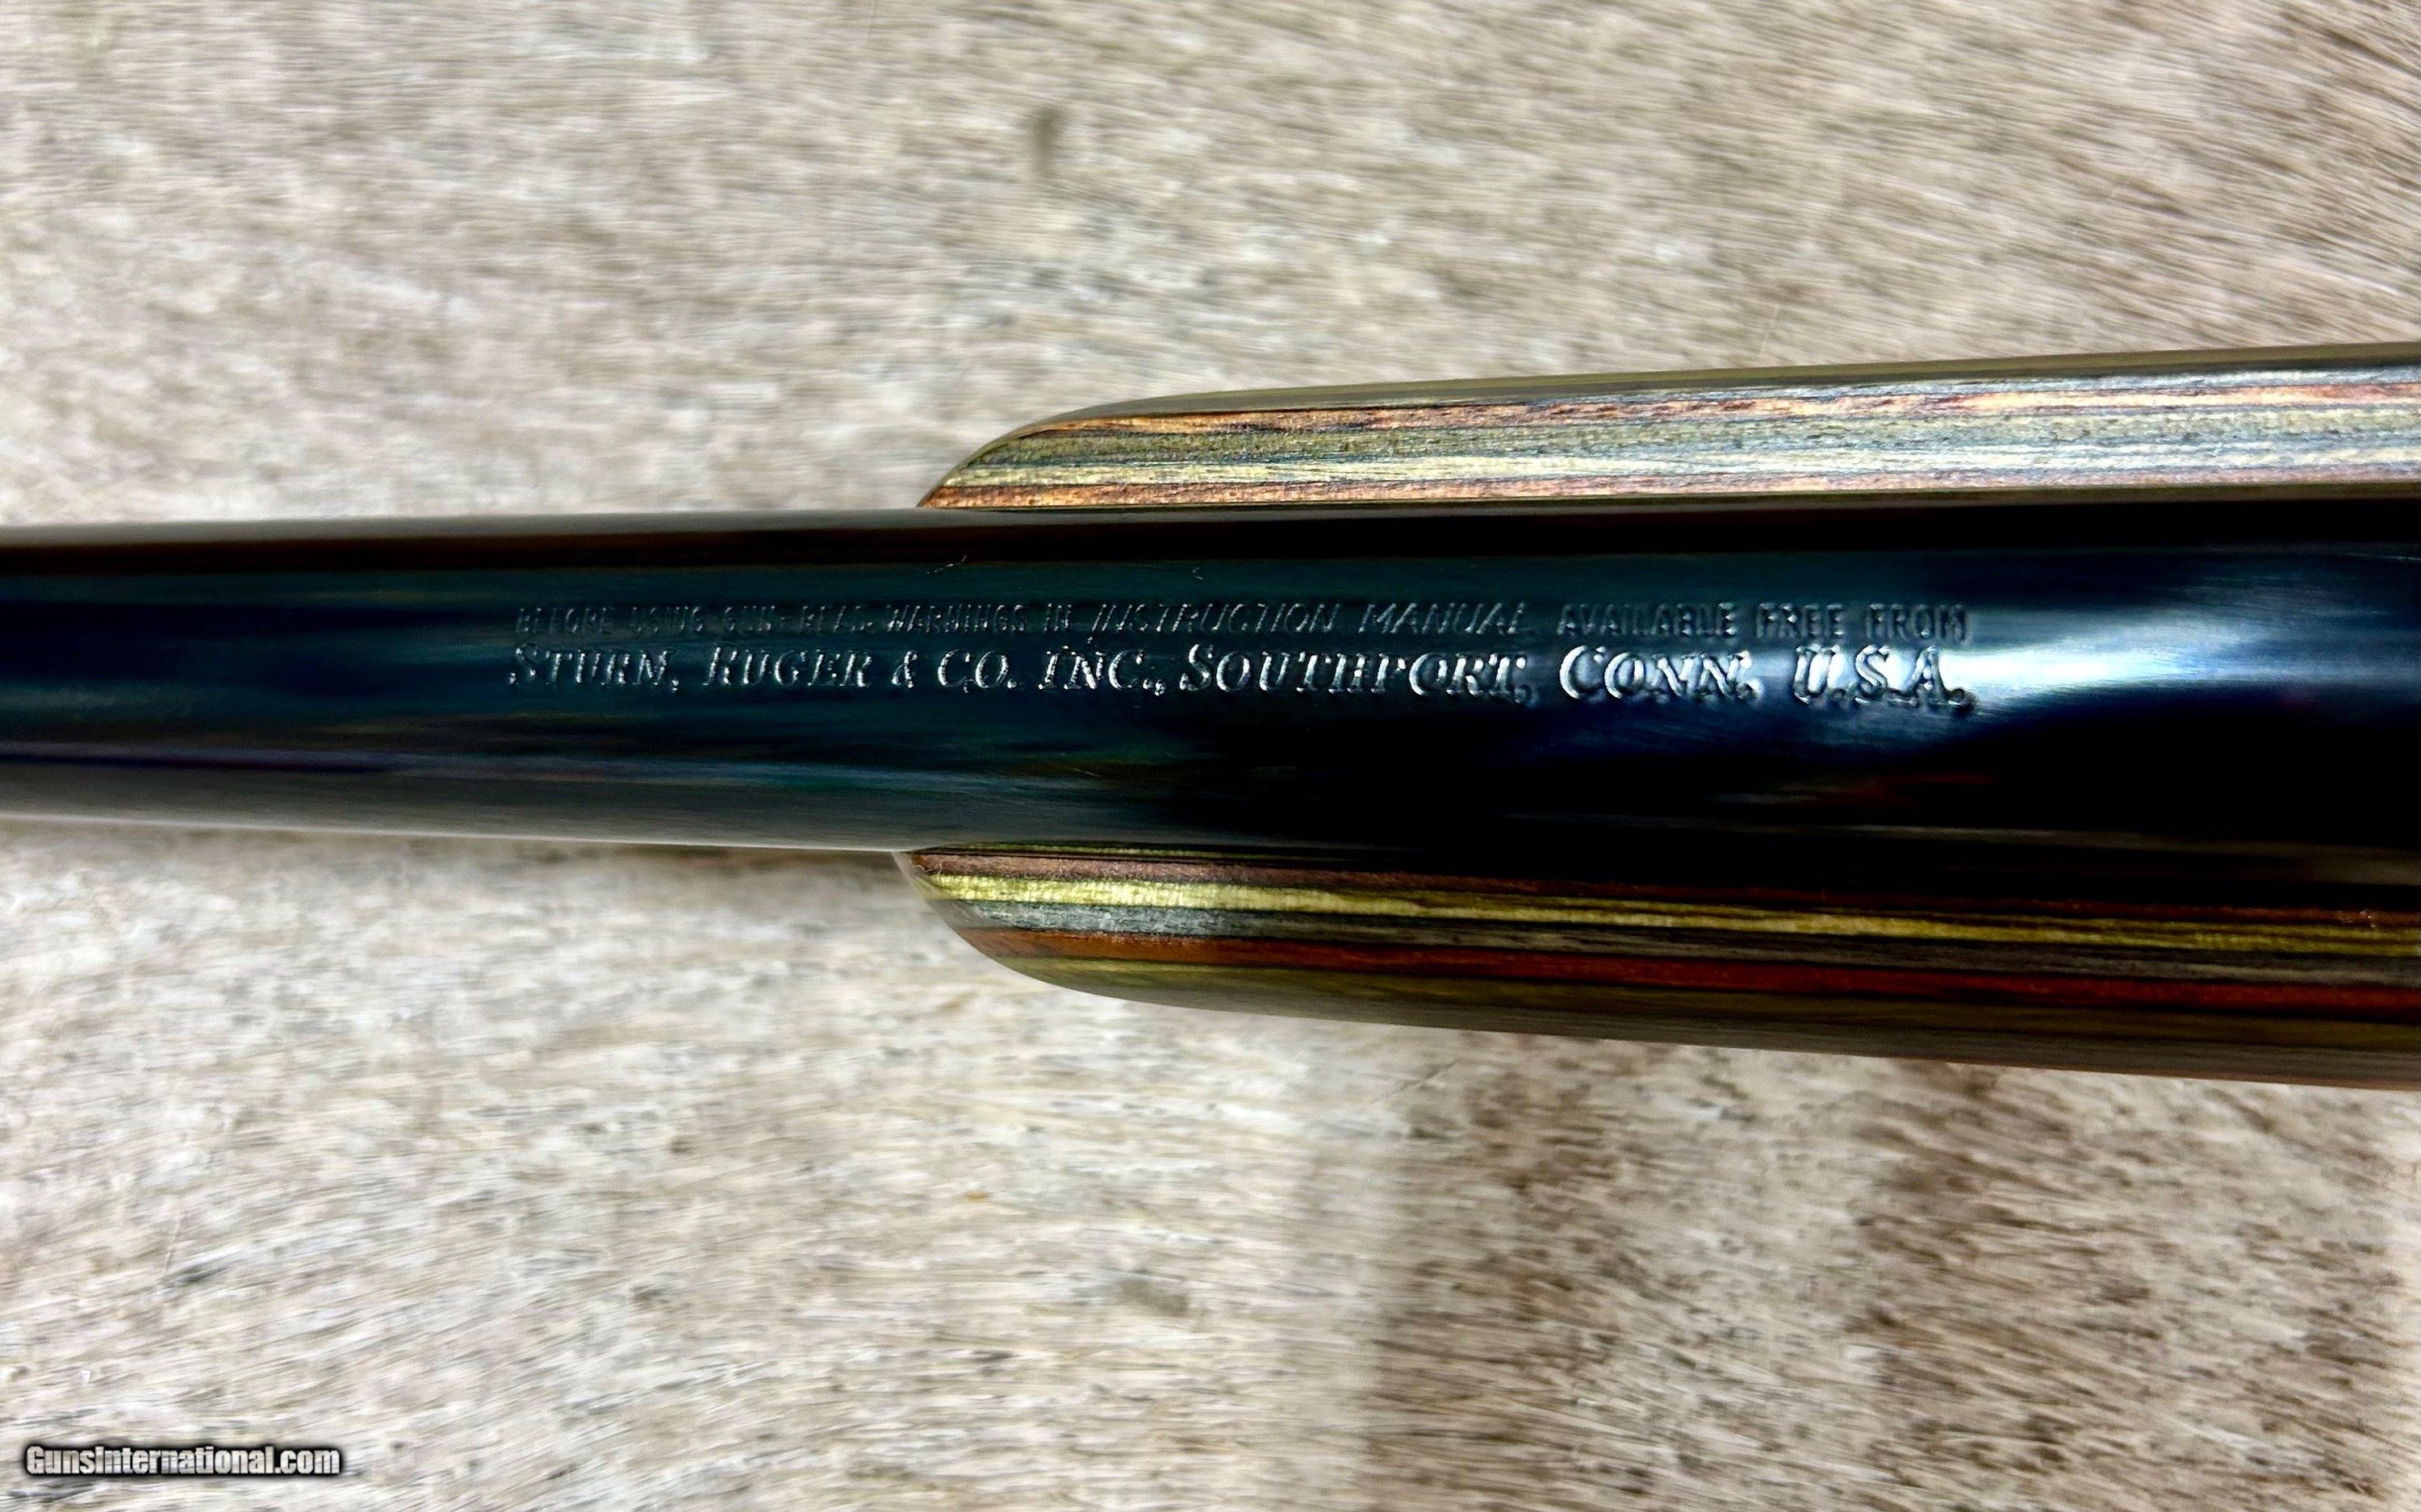 BEFORE USING GUN-READ WARNINGS IN INSTRUCTION MANUAL AVAILABLE FREE FROM
STURM, RUGER & CO. INC., SOUTHPORT, CONN. U.S.A.
GunsInternational.com